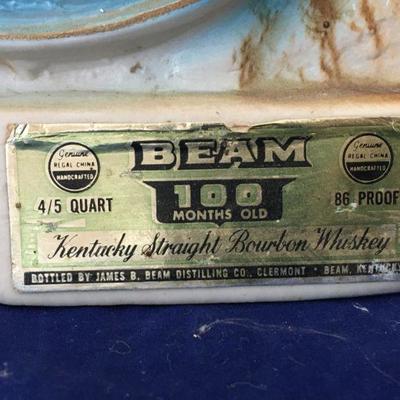 Genuine
REGAL CHINA
HANDCRAFTED
BEAM
Genuine
REGAL CHINA
HANDCRAFTED
4/5 QUART
100
MONTHS OLD
86 PROOF
Kentucky Straight Bourbon Whiskey
BOTTLED BY JAMES B. BEAM DISTILLING CO., CLERMONT • BEAM, KENTUCKY